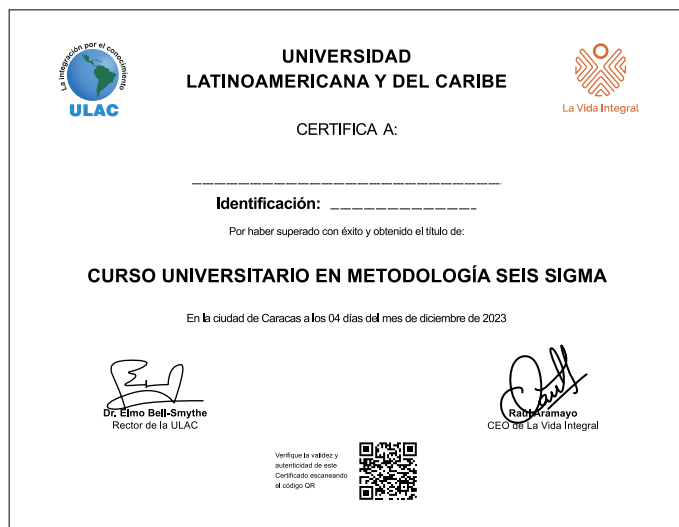 La integración por el conocimiento
ULAC
UNIVERSIDAD
LATINOAMERICANA Y DEL CARIBE
La Vida Integral
CERTIFICA A:
Identificación:
Por haber superado con éxito y obtenido el título de:
CURSO UNIVERSITARIO EN METODOLOGÍA SEIS SIGMA
En la ciudad de Caracas a los 04 días del mes de diciembre de 2023
Dr. Elmo Bell-Smythe
Rector de la ULAC
Raúl Aramayo
CEO de La Vida Integral
Verifique la validez y
autenticidad de este
Certificado escaneando
el código QR